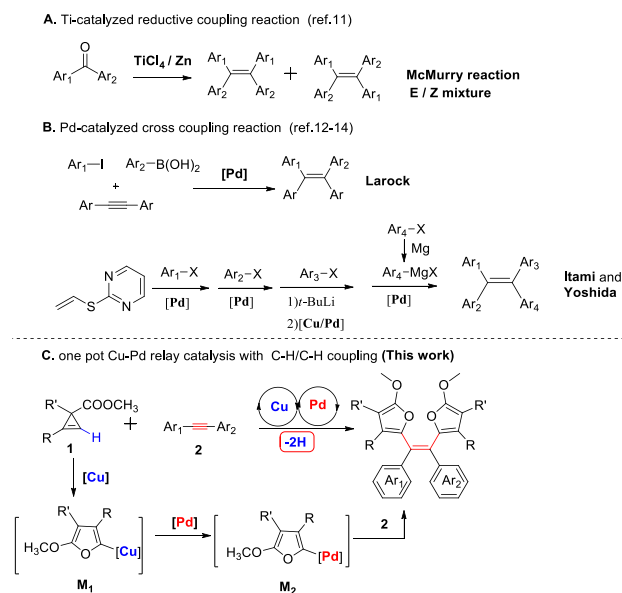 A. Ti-catalyzed reductive coupling reaction (ref.11)
O
Ar1 Ar2
TiCl4 / Zn
Ar1 Ar1
Ar2 Ar2
+
Ar1 Ar2
Ar2 Ar1
McMurry reaction
E / Z mixture
B. Pd-catalyzed cross coupling reaction (ref.12-14)
Ar1–I Ar2–B(OH)2
+
Ar Ar
[Pd]
Ar1 Ar2
Ar Ar
Larock
S N N
Ar1–X
[Pd]
Ar2–X
[Pd]
Ar3–X
1)t-BuLi
2)[Cu/Pd]
Ar4–X
Mg
Ar4–MgX
[Pd]
Ar1 Ar3
Ar2 Ar4
Itami and
Yoshida
C. one pot Cu-Pd relay catalysis with C-H/C-H coupling (This work)
R' COOCH3
R H
1
+
Ar1 Ar2
2
Cu Pd
-2H
O O
R' O O R'
R R
Ar1 Ar2
[Cu]
R' R
H3CO O [Cu]
M1
[Pd]
R' R
H3CO O [Pd]
M2
2